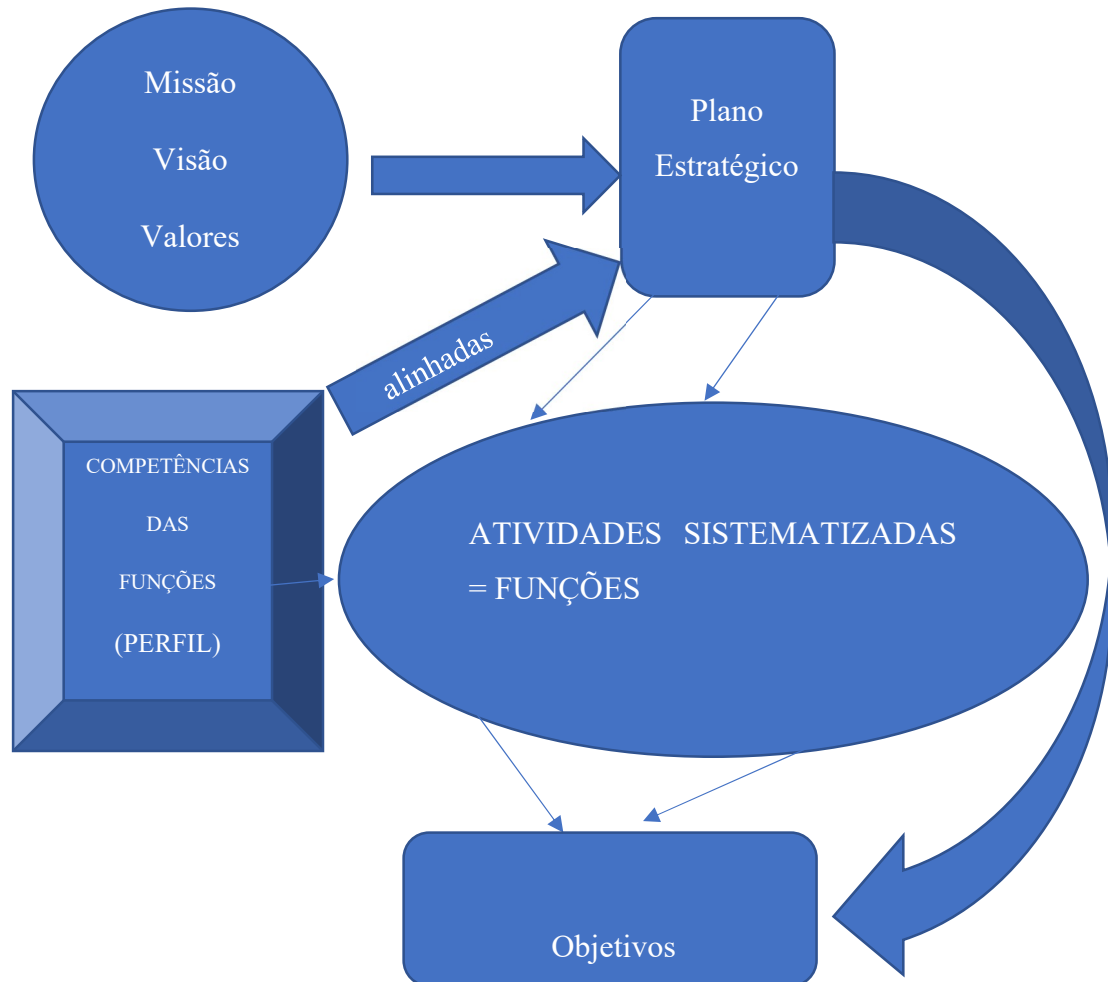 Missão
Visão
Valores
Plano
Estratégico
alinhadas
COMPETÊNCIAS
DAS
FUNÇÕES
(PERFIL)
ATIVIDADES SISTEMATIZADAS
= FUNÇÕES
Objetivos